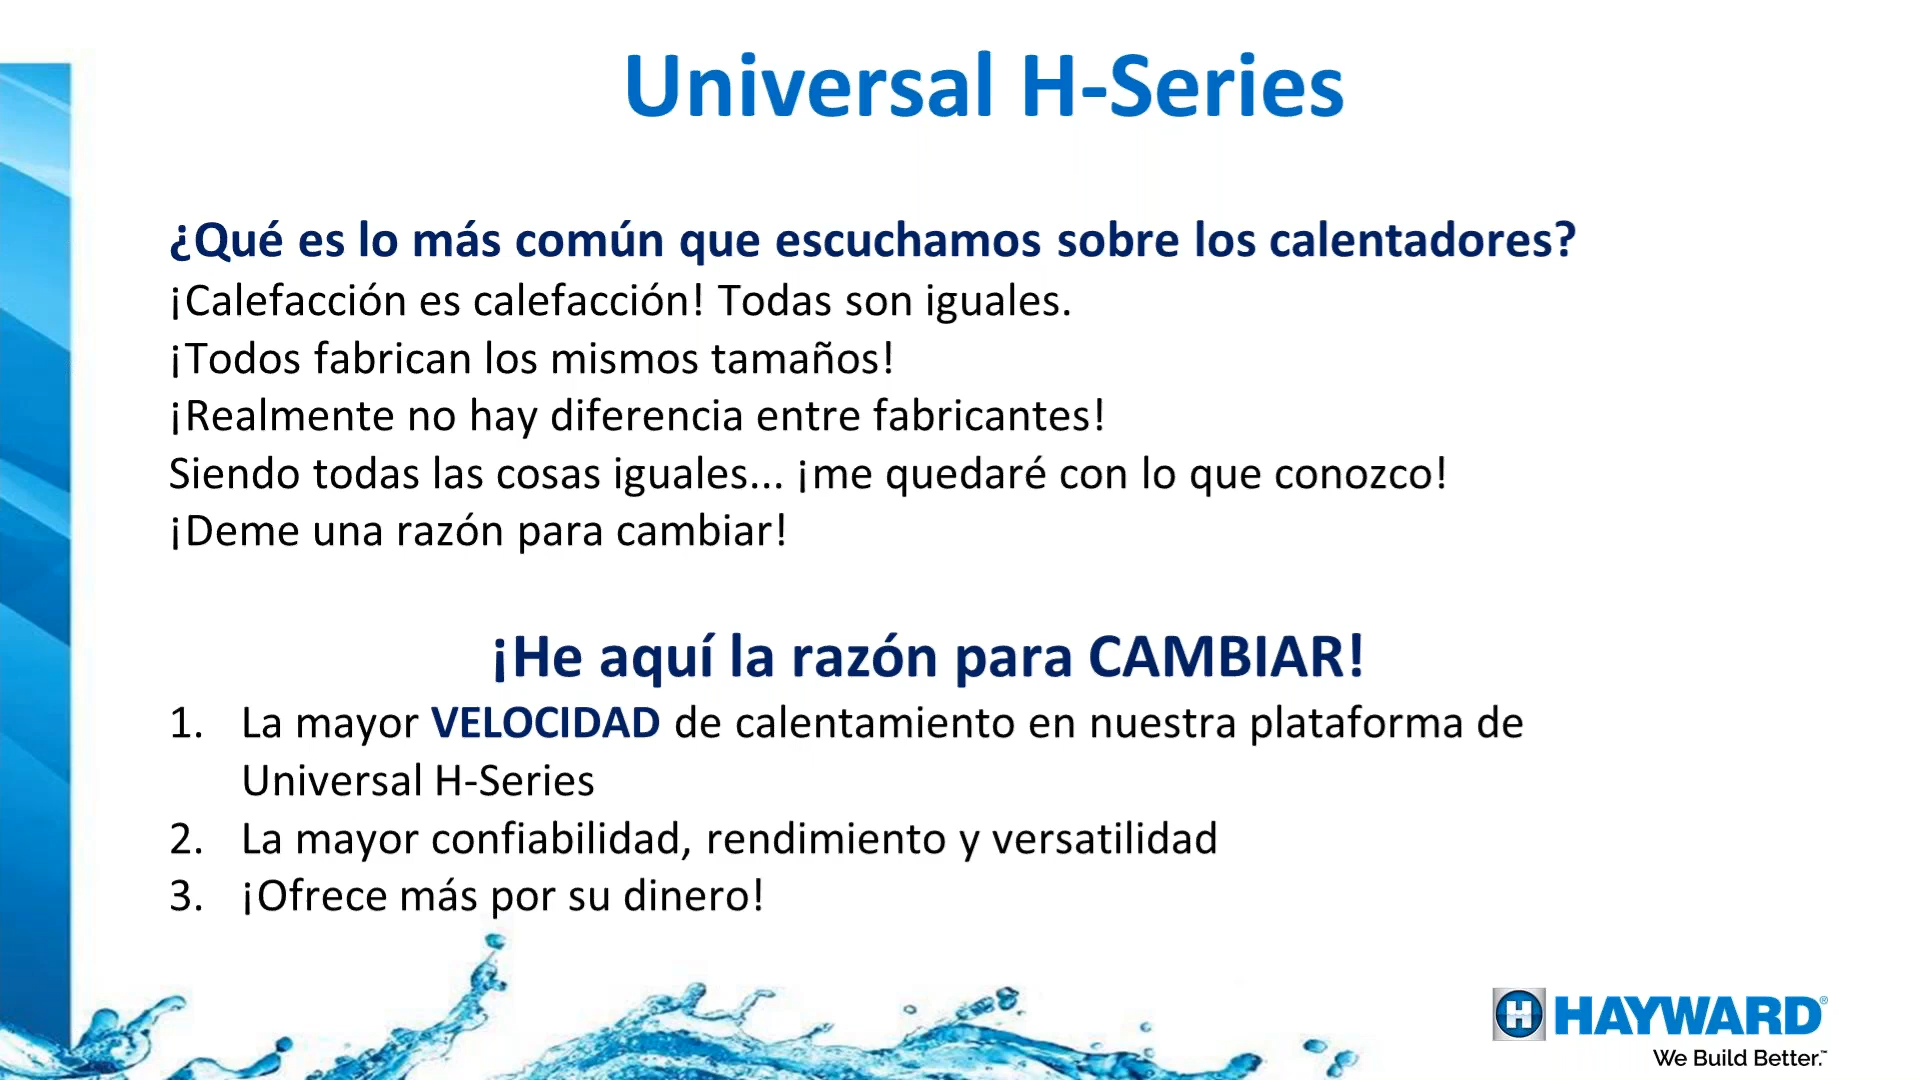 Universal H-Series
¿Qué es lo más común que escuchamos sobre los calentadores?
¡Calefacción es calefacción! Todas son iguales.
¡Todos fabrican los mismos tamaños!
¡Realmente no hay diferencia entre fabricantes!
Siendo todas las cosas iguales... ¡me quedaré con lo que conozco!
¡Deme una razón para cambiar!
¡He aquí la razón para CAMBIAR!
1. La mayor VELOCIDAD de calentamiento en nuestra plataforma de
Universal H-Series
2. La mayor confiabilidad, rendimiento y versatilidad
3. ¡Ofrece más por su dinero!
H HAYWARD®
We Build Better.™